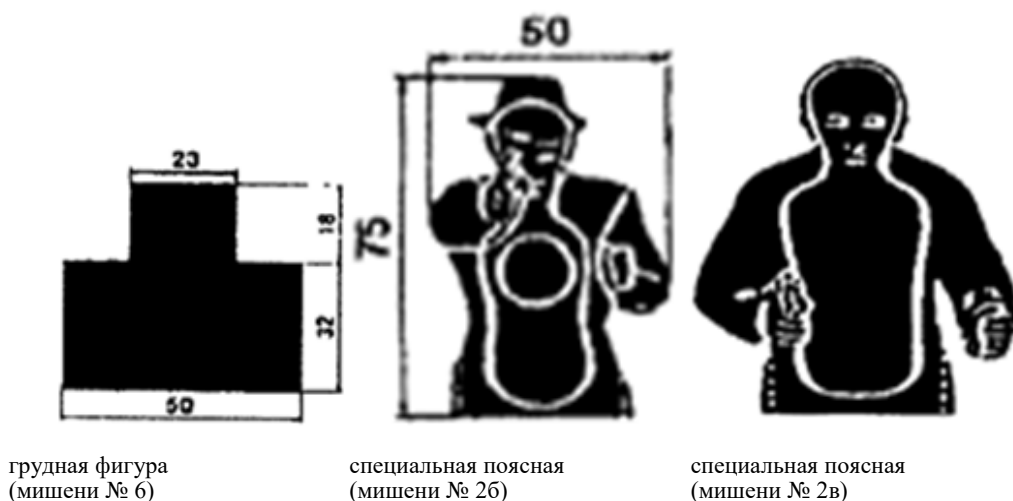 50
23
18
75
32
50
грудная фигура
(мишени № 6)
специальная поясная
(мишени № 2б)
специальная поясная
(мишени № 2в)